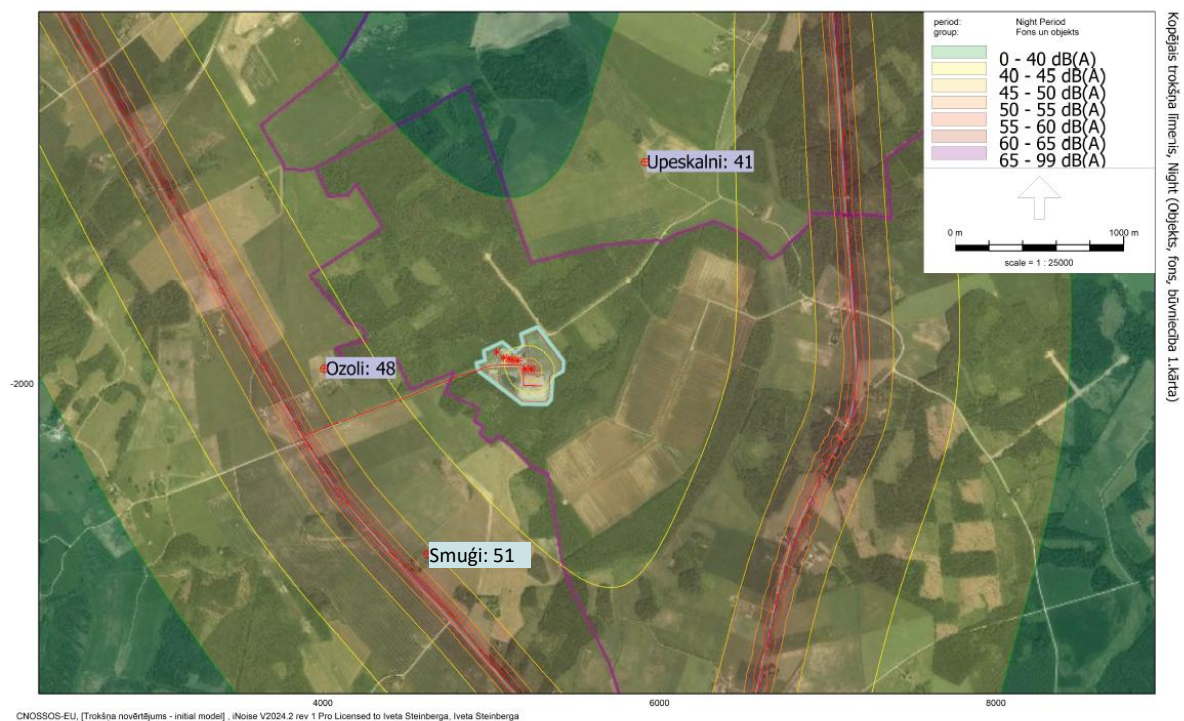 period: Night Period
group: Fons un objekts
0 - 40 dB(A)
40 - 45 dB(A)
45 - 50 dB(A)
50 - 55 dB(A)
55 - 60 dB(A)
60 - 65 dB(A)
65 - 99 dB(A)
0 m 1000 m
scale = 1 : 25000
Kopējais trokšņa līmenis, Night (Objekts, fons, būvniecība 1.kārta)
Upeskalni: 41
Ozoli: 48
-2000
Smuģi: 51
4000 6000 8000
CNOSSOS-EU, [Trokšņa novērtējums - initial model] , iNoise V2024.2 rev 1 Pro Licensed to Iveta Steinberga, Iveta Steinberga